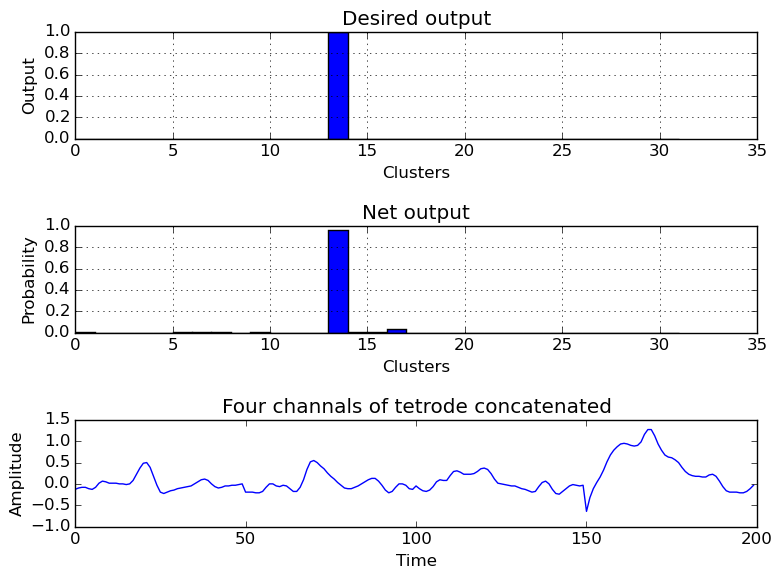 Desired output
1.0
0.8
0.6
0.4
0.2
0.0
Output
0 5 10 15 20 25 30 35
Clusters
Net output
1.0
0.8
0.6
0.4
0.2
0.0
Probability
0 5 10 15 20 25 30 35
Clusters
Four channels of tetrode concatenated
1.5
1.0
0.5
0.0
−0.5
−1.0
Amplitude
0 50 100 150 200
Time